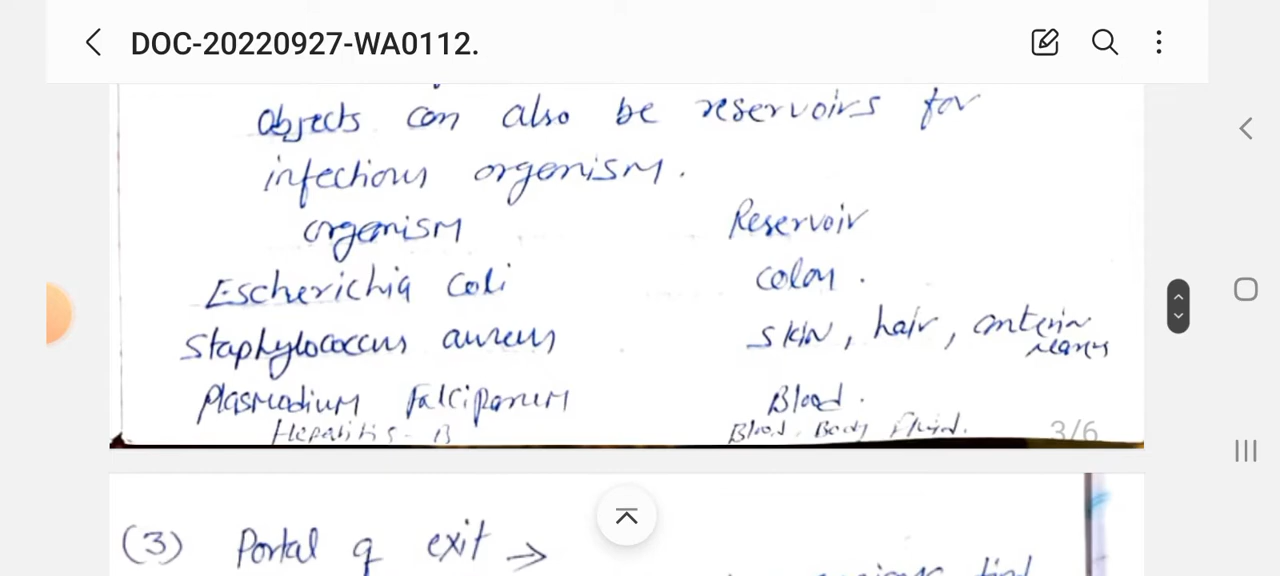 DOC-20220927-WA0112.
Objects can also be reservoirs for
infectious organism.
organism Reservoir
Escherichia Coli colon.
Staphylococcus aureus skin, hair, anterior nares
Plasmodium falciparum Blood.
Hepatitis - B Blood, Body Fluid.
3/6
(3) Portal of exit →